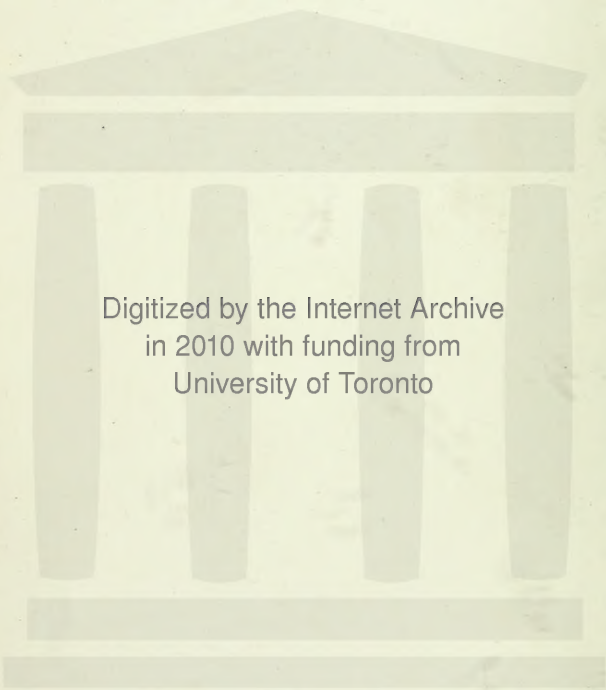 Digitized by the Internet Archive
in 2010 with funding from
University of Toronto